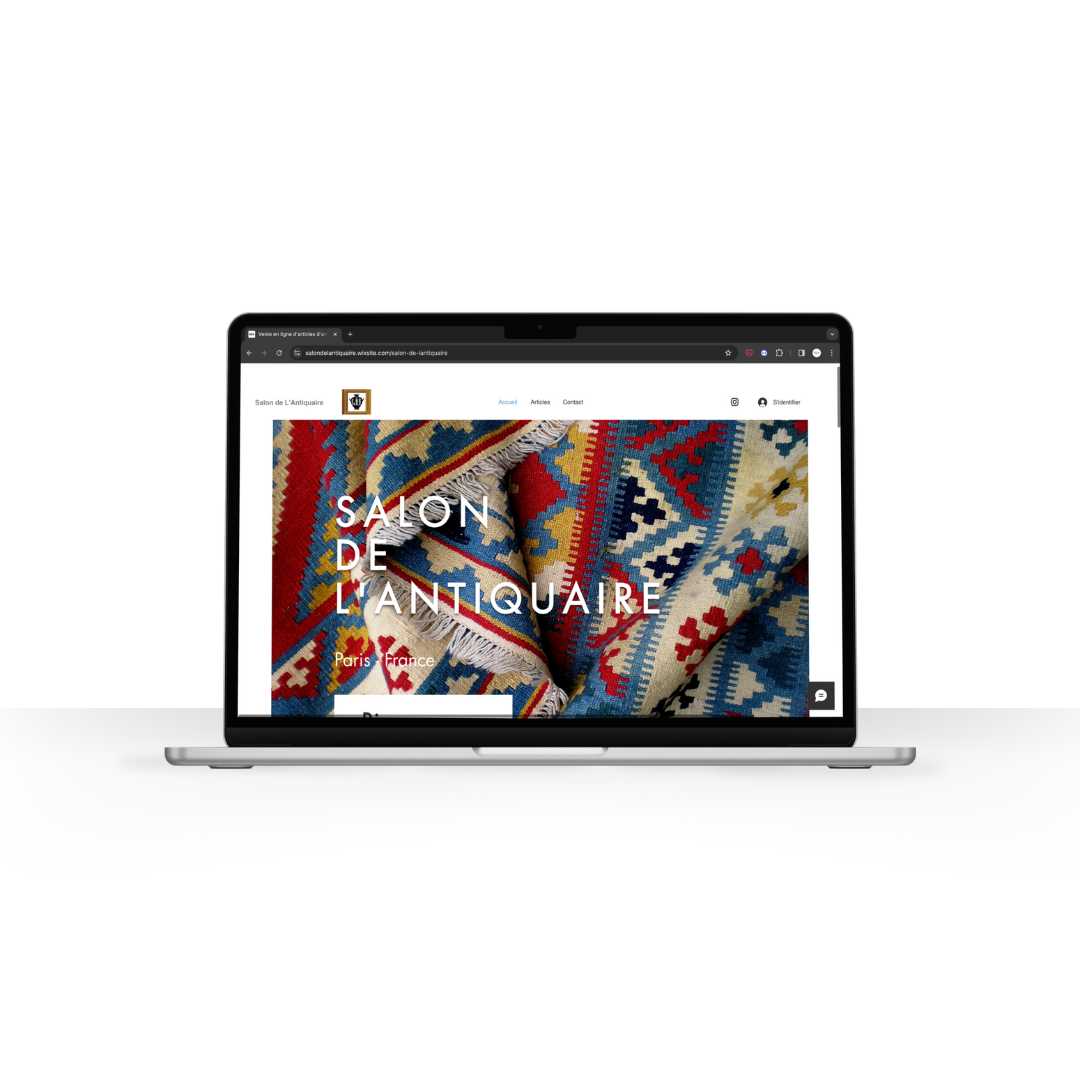 Vente en ligne d'articles d'a
salondelantiquaire.wixsite.com/salon-de-lantiquaire
Salon de L'Antiquaire
Accueil Articles Contact
S'identifier
SALON
DE
L'ANTIQUAIRE
Paris - France